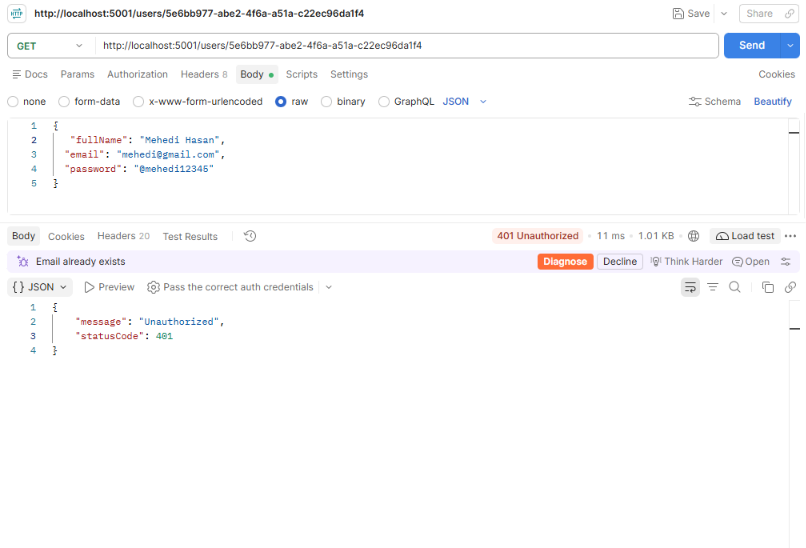 HTTP http://localhost:5001/users/5e6bb977-abe2-4f6a-a51a-c22ec96da1f4 Save Share
GET http://localhost:5001/users/5e6bb977-abe2-4f6a-a51a-c22ec96da1f4 Send
Docs Params Authorization Headers 8 Body Scripts Settings Cookies
none form-data x-www-form-urlencoded raw binary GraphQL JSON Schema Beautify
1 {
2 "fullName": "Mehedi Hasan",
3 "email": "mehedi@gmail.com",
4 "password": "@mehedi12345"
5 }
Body Cookies Headers 20 Test Results 401 Unauthorized • 11 ms • 1.01 KB • Load test
Email already exists Diagnose Decline Think Harder Open
{} JSON Preview Pass the correct auth credentials
1 {
2 "message": "Unauthorized",
3 "statusCode": 401
4 }